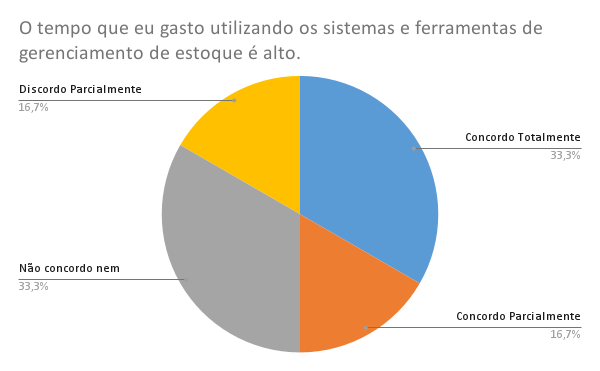 O tempo que eu gasto utilizando os sistemas e ferramentas de
gerenciamento de estoque é alto.
Discordo Parcialmente
16,7%
Concordo Totalmente
33,3%
Não concordo nem
33,3%
Concordo Parcialmente
16,7%